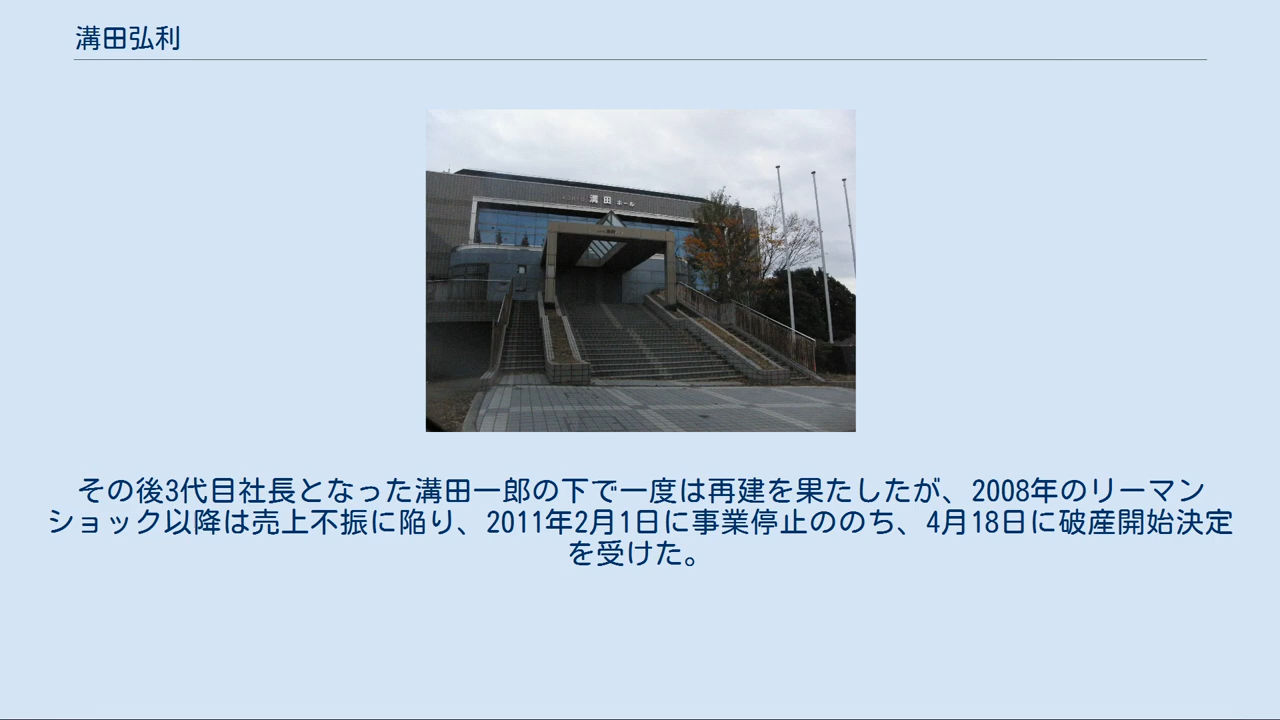 溝田弘利
溝田 ホール
その後3代目社長となった溝田一郎の下で一度は再建を果たしたが、2008年のリーマン
ショック以降は売上不振に陥り、2011年2月1日に事業停止ののち、4月18日に破産開始決定
を受けた。